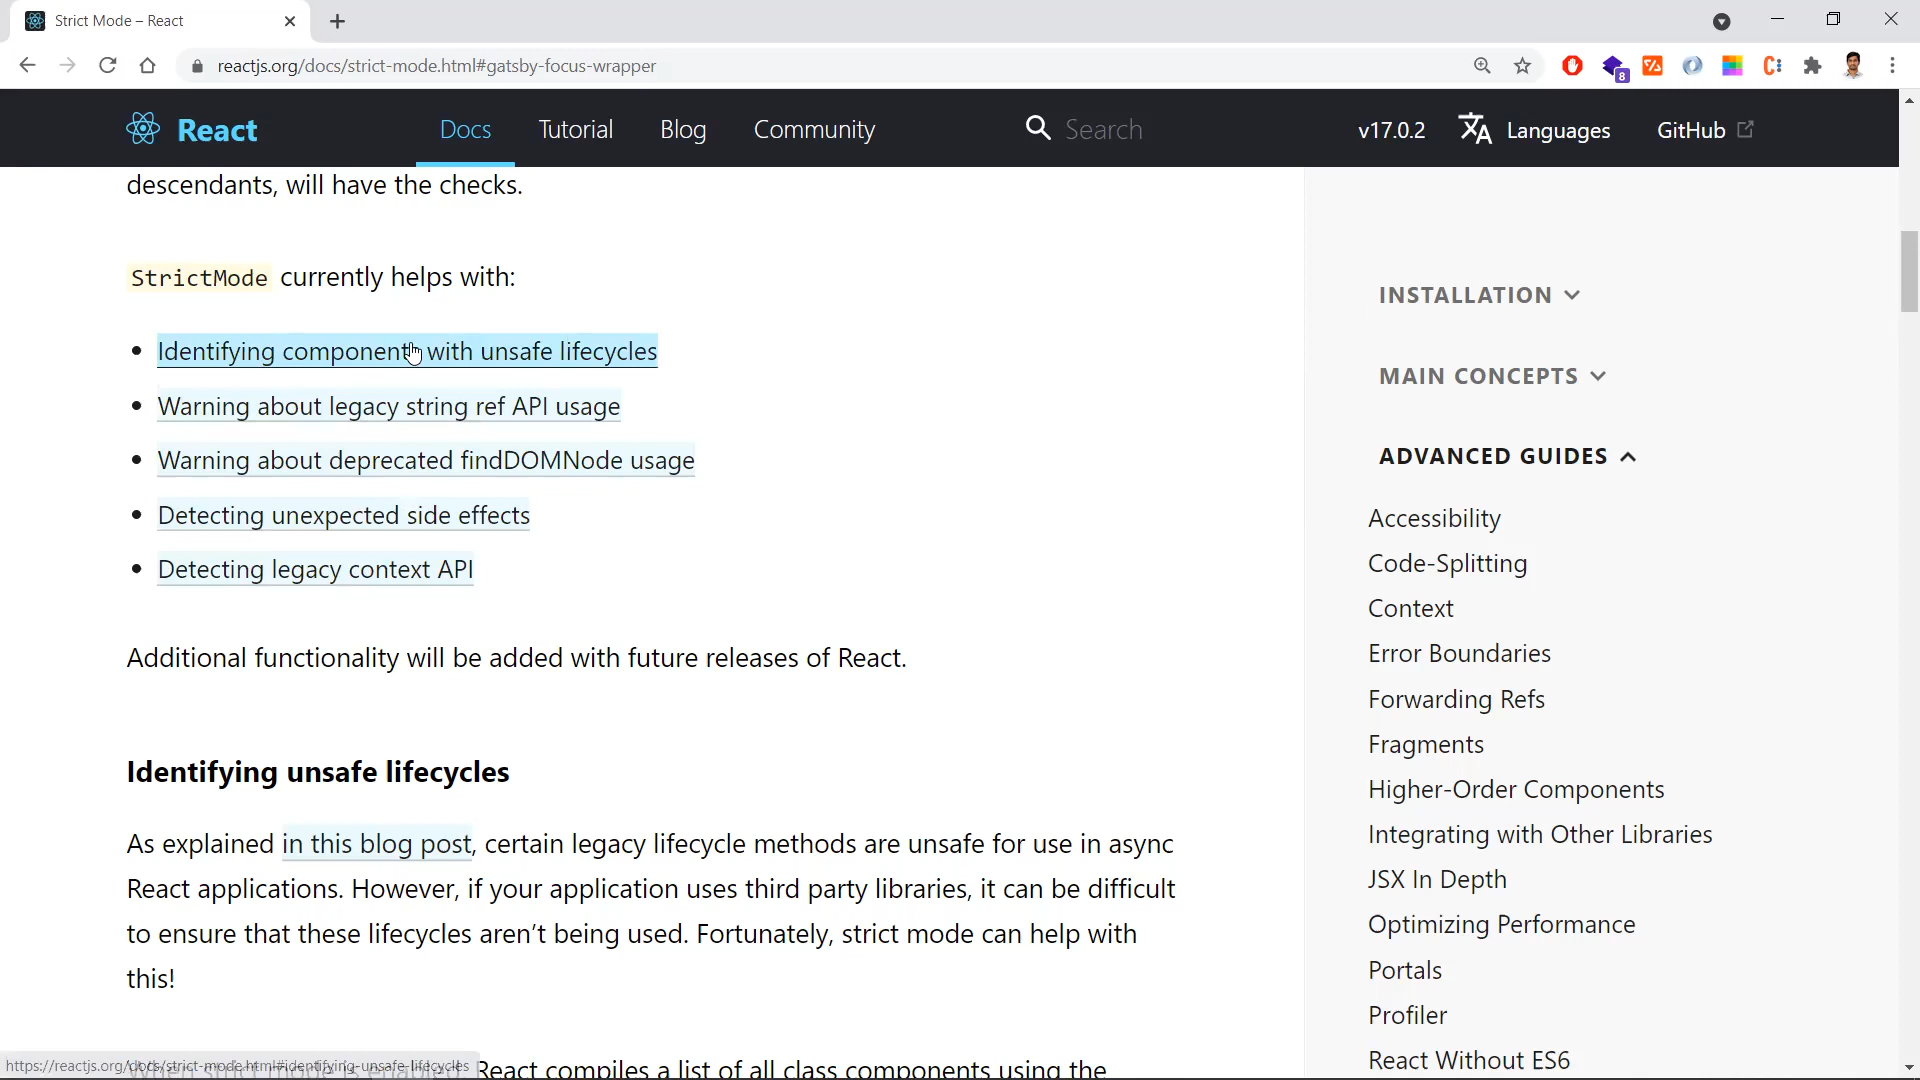 Strict Mode – React
reactjs.org/docs/strict-mode.html#gatsby-focus-wrapper
8
React
Docs
Tutorial
Blog
Community
Search
v17.0.2
Languages
GitHub
descendants, will have the checks.
StrictMode currently helps with:
Identifying components with unsafe lifecycles
Warning about legacy string ref API usage
Warning about deprecated findDOMNode usage
Detecting unexpected side effects
Detecting legacy context API
Additional functionality will be added with future releases of React.
Identifying unsafe lifecycles
As explained in this blog post, certain legacy lifecycle methods are unsafe for use in async
React applications. However, if your application uses third party libraries, it can be difficult
to ensure that these lifecycles aren’t being used. Fortunately, strict mode can help with
this!
When strict mode is enabled, React compiles a list of all class components using the
https://reactjs.org/docs/strict-mode.html#identifying-unsafe-lifecycles
INSTALLATION
MAIN CONCEPTS
ADVANCED GUIDES
Accessibility
Code-Splitting
Context
Error Boundaries
Forwarding Refs
Fragments
Higher-Order Components
Integrating with Other Libraries
JSX In Depth
Optimizing Performance
Portals
Profiler
React Without ES6